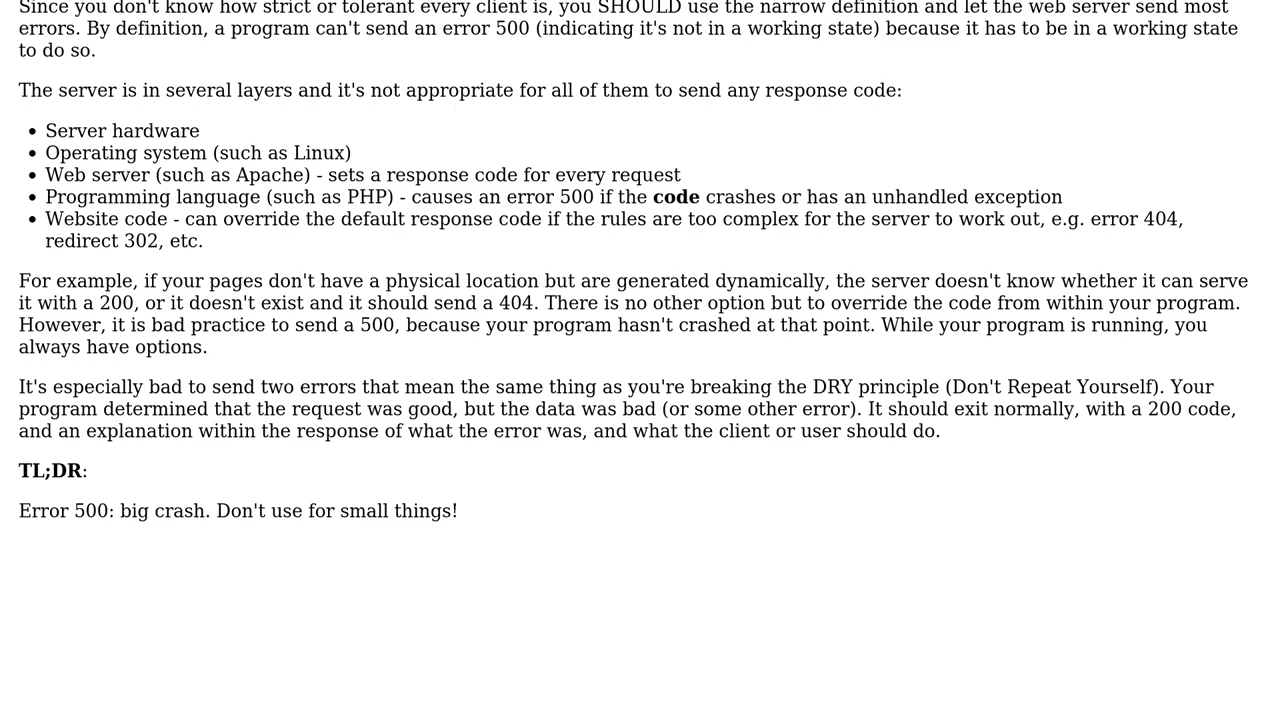 Since you don't know how strict or tolerant every client is, you SHOULD use the narrow definition and let the web server send most
errors. By definition, a program can't send an error 500 (indicating it's not in a working state) because it has to be in a working state
to do so.
The server is in several layers and it's not appropriate for all of them to send any response code:
• Server hardware
• Operating system (such as Linux)
• Web server (such as Apache) - sets a response code for every request
• Programming language (such as PHP) - causes an error 500 if the code crashes or has an unhandled exception
• Website code - can override the default response code if the rules are too complex for the server to work out, e.g. error 404,
redirect 302, etc.
For example, if your pages don't have a physical location but are generated dynamically, the server doesn't know whether it can serve
it with a 200, or it doesn't exist and it should send a 404. There is no other option but to override the code from within your program.
However, it is bad practice to send a 500, because your program hasn't crashed at that point. While your program is running, you
always have options.
It's especially bad to send two errors that mean the same thing as you're breaking the DRY principle (Don't Repeat Yourself). Your
program determined that the request was good, but the data was bad (or some other error). It should exit normally, with a 200 code,
and an explanation within the response of what the error was, and what the client or user should do.
TL;DR:
Error 500: big crash. Don't use for small things!